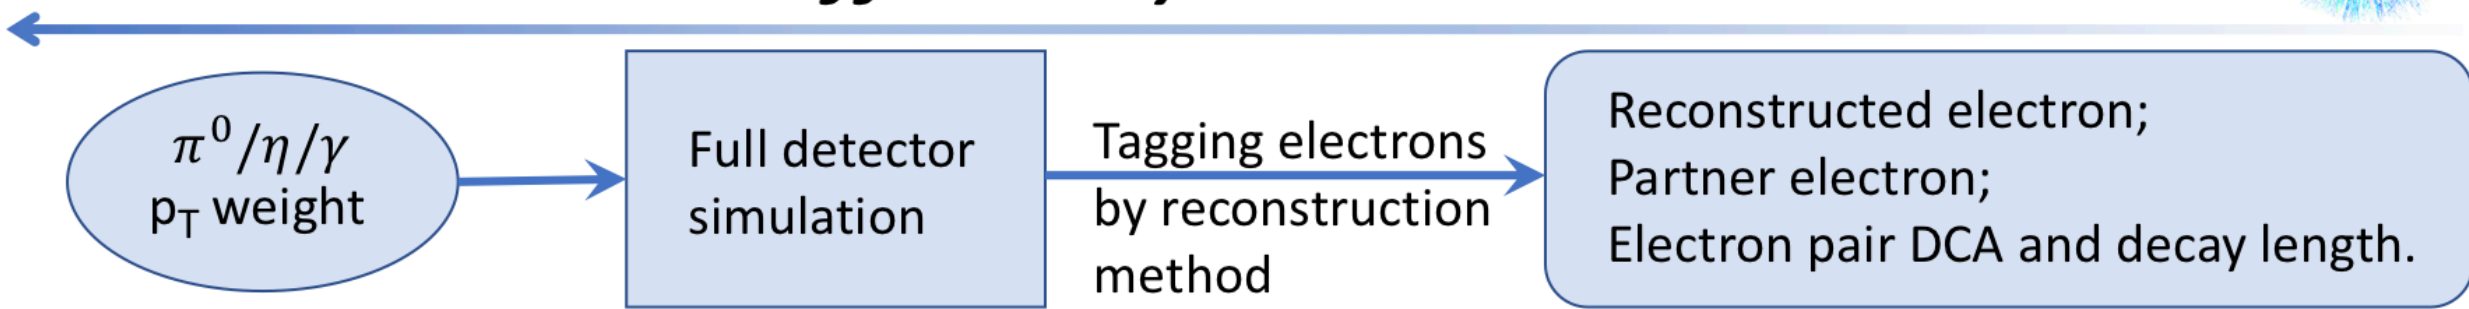 π⁰/η/γ
p_T weight
Full detector
simulation
Tagging electrons
by reconstruction
method
Reconstructed electron;
Partner electron;
Electron pair DCA and decay length.